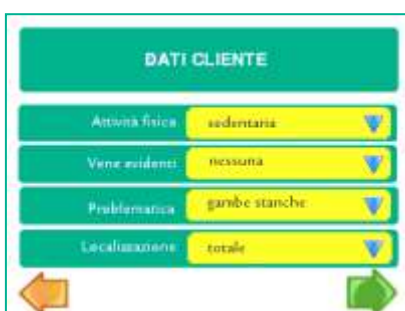 DATI CLIENTE
Attività fisica sedentaria
Vene evidenti nessuna
Problematica gambe stanche
Localizzazione totale